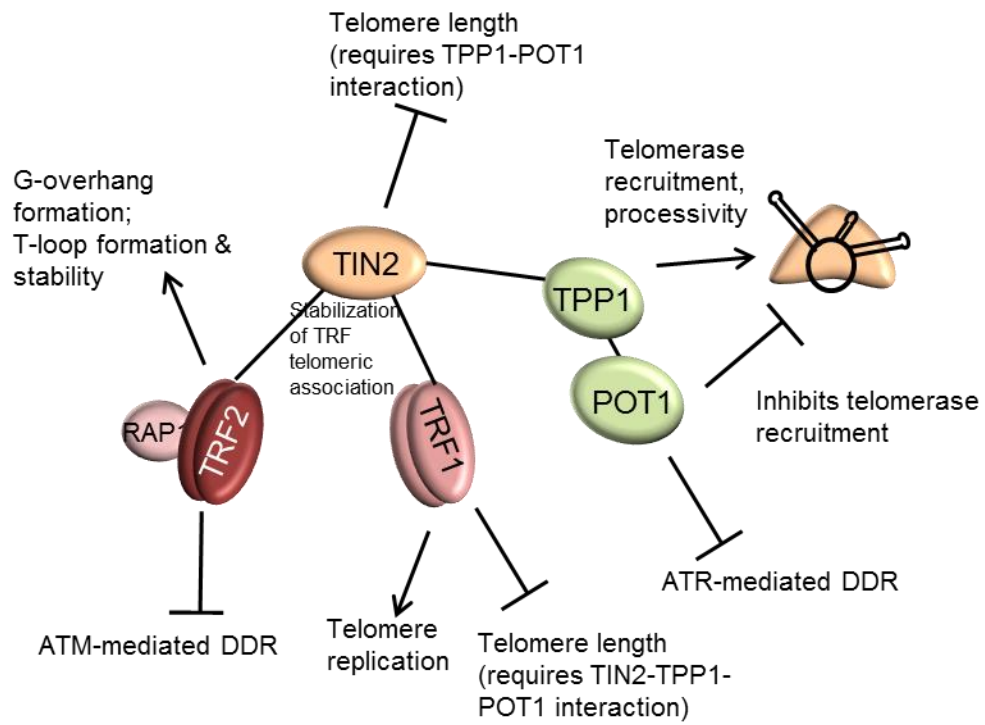 Telomere length
(requires TPP1-POT1
interaction)
Telomerase
recruitment,
processivity
G-overhang
formation;
T-loop formation &
stability
TIN2
TPP1
Stabilization
of TRF
telomeric
association
POT1
Inhibits telomerase
recruitment
RAP1
TRF2
TRF1
ATR-mediated DDR
ATM-mediated DDR
Telomere
replication
Telomere length
(requires TIN2-TPP1-
POT1 interaction)